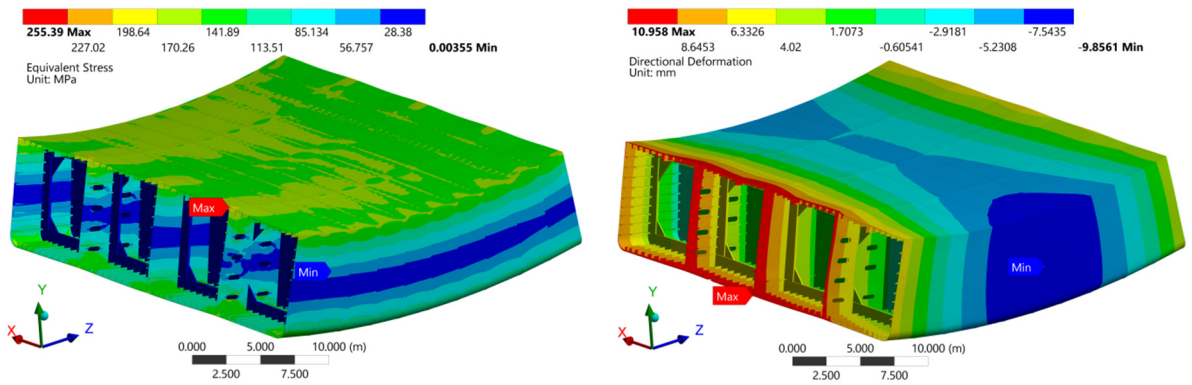 255.39 Max 198.64 141.89 85.134 28.38
227.02 170.26 113.51 56.757 0.00355 Min
Equivalent Stress
Unit: MPa
Max
Min
Y
X
Z
0.000 5.000 10.000 (m)
2.500 7.500
10.958 Max 6.3326 1.7073 -2.9181 -7.5435
8.6453 4.02 -0.60541 -5.2308 -9.8561 Min
Directional Deformation
Unit: mm
Min
Max
Y
X
Z
0.000 5.000 10.000 (m)
2.500 7.500